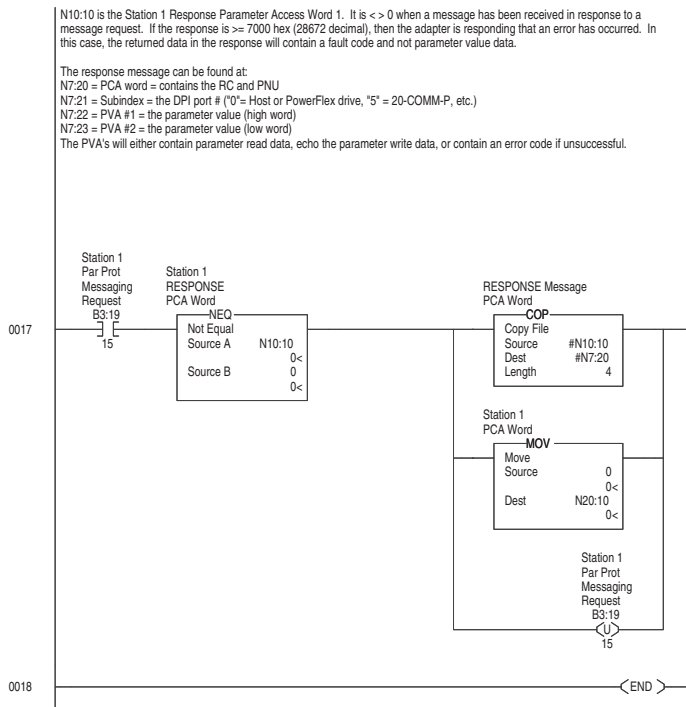 N10:10 is the Station 1 Response Parameter Access Word 1.  It is < > 0 when a message has been received in response to a
message request.  If the response is >= 7000 hex (28672 decimal), then the adapter is responding that an error has occurred.  In
this case, the returned data in the response will contain a fault code and not parameter value data.
The response message can be found at:
N7:20 = PCA word = contains the RC and PNU
N7:21 = Subindex = the DPI port # ("0"= Host or PowerFlex drive, "5" = 20-COMM-P, etc.)
N7:22 = PVA #1 = the parameter value (high word)
N7:23 = PVA #2 = the parameter value (low word)
The PVA's will either contain parameter read data, echo the parameter write data, or contain an error code if unsuccessful.
0017
Station 1
Par Prot
Messaging
Request
B3:19
15
Station 1
RESPONSE
PCA Word
NEQ
Not Equal
Source A N10:10
0<
Source B 0
0<
RESPONSE Message
PCA Word
COP
Copy File
Source #N10:10
Dest #N7:20
Length 4
Station 1
PCA Word
MOV
Move
Source 0
0<
Dest N20:10
0<
Station 1
Par Prot
Messaging
Request
B3:19
U
15
0018
END